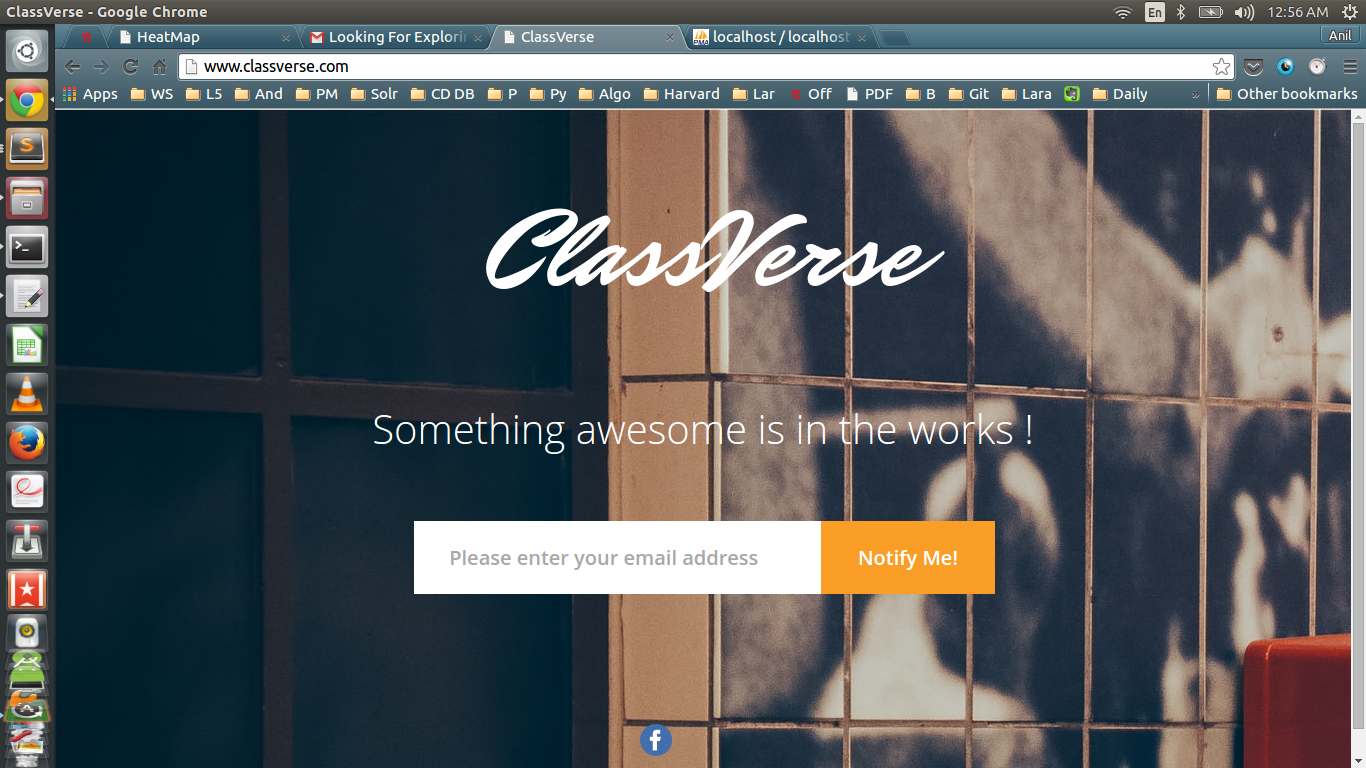 ClassVerse - Google Chrome
En
12:56 AM
HeatMap
Looking For Explorin
ClassVerse
localhost / localhost
Anil
www.classverse.com
Apps
WS
L5
And
PM
Solr
CD DB
P
Py
Algo
Harvard
Lar
Off
PDF
B
Git
Lara
Daily
»
Other bookmarks
ClassVerse
Something awesome is in the works !
Please enter your email address
Notify Me!